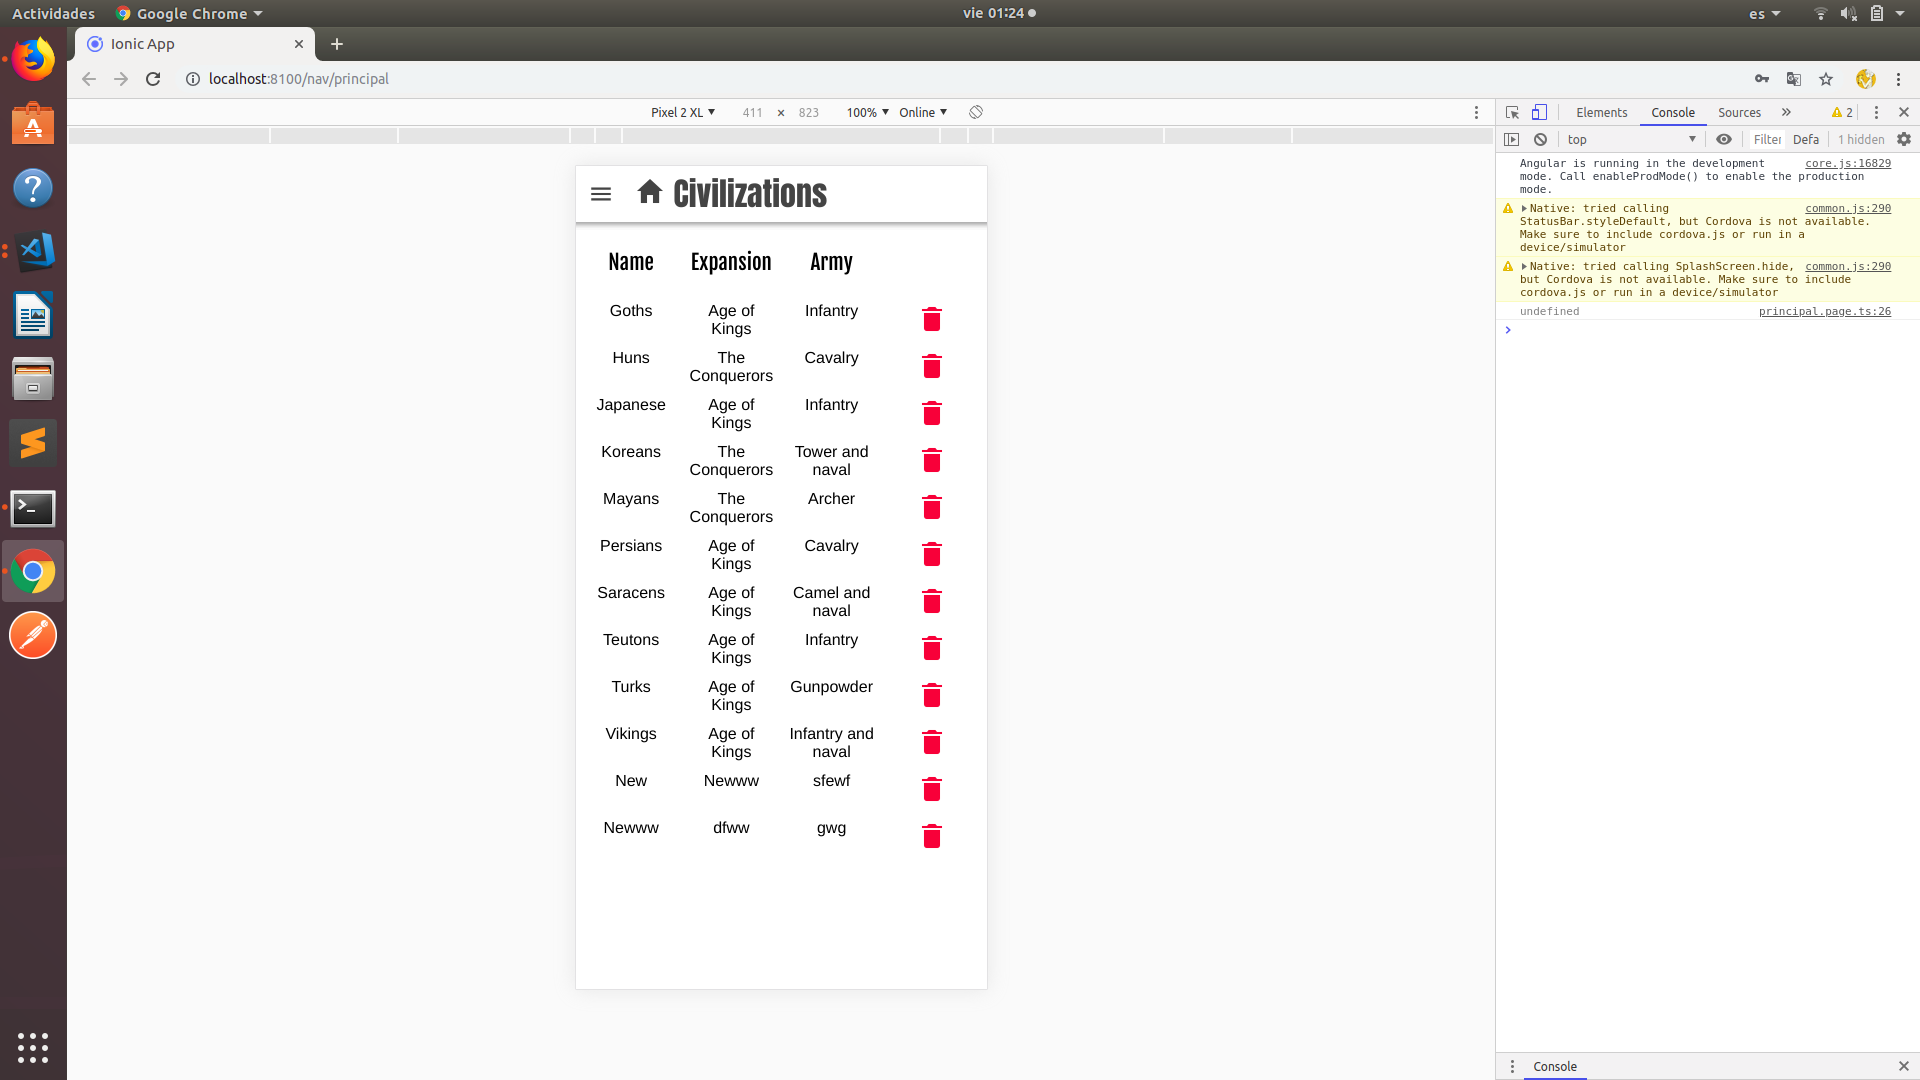 Actividades
Google Chrome
vie 01:24
es
Ionic App
localhost:8100/nav/principal
Pixel 2 XL
411 × 823
100%
Online
Elements
Console
Sources
2
top
Filter
Defa
1 hidden
Civilizations
Name Expansion Army
Goths Age of Infantry
Kings
Huns The Cavalry
Conquerors
Japanese Age of Infantry
Kings
Koreans The Tower and
Conquerors naval
Mayans The Archer
Conquerors
Persians Age of Cavalry
Kings
Saracens Age of Camel and
Kings naval
Teutons Age of Infantry
Kings
Turks Age of Gunpowder
Kings
Vikings Age of Infantry and
Kings naval
New Newww sfewf
Newww dfww gwg
Angular is running in the development core.js:16829
mode. Call enableProdMode() to enable the production
mode.
Native: tried calling common.js:290
StatusBar.styleDefault, but Cordova is not available.
Make sure to include cordova.js or run in a
device/simulator
Native: tried calling SplashScreen.hide, common.js:290
but Cordova is not available. Make sure to include
cordova.js or run in a device/simulator
undefined principal.page.ts:26
Console